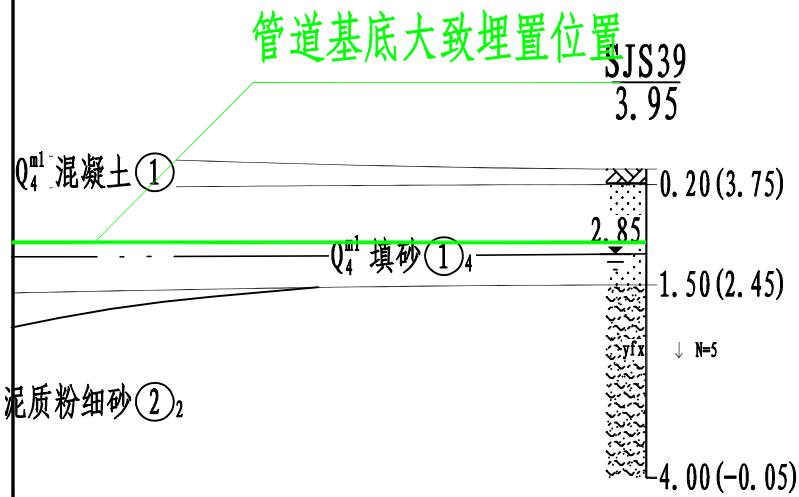 管道基底大致埋置位置
SJS39
3.95
Q₄ᵐˡ 混凝土①
0.20(3.75)
2.85
Q₄ᵐˡ 填砂①₄
1.50(2.45)
yfx ↓ N=5
泥质粉细砂②₂
4.00(-0.05)